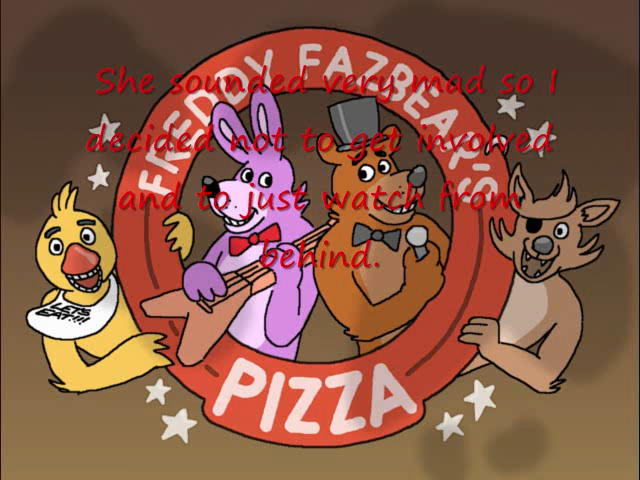 FREDDY FAZBEAR'S
She sounded very mad so I
decided not to get involved
and to just watch from
behind.
LET'S
EAT!!!
PIZZA